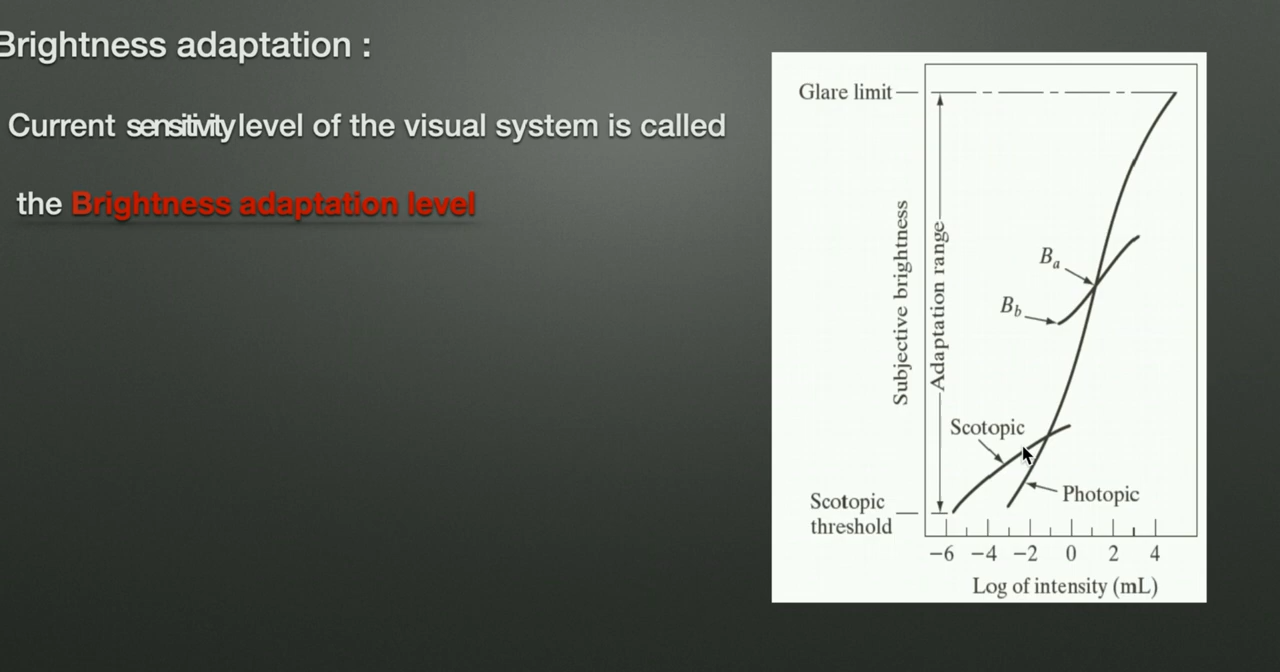 Brightness adaptation :
Current sensitivity level of the visual system is called
the Brightness adaptation level
Glare limit
Subjective brightness
Adaptation range
Ba
Bb
Scotopic
Photopic
Scotopic
threshold
−6 −4 −2 0 2 4
Log of intensity (mL)